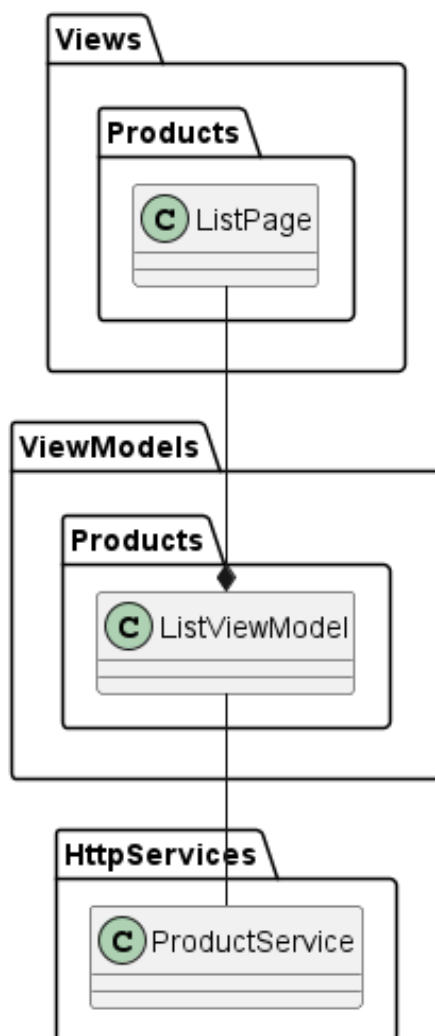 Views
Products
C ListPage
ViewModels
Products
C ListViewModel
HttpServices
C ProductService